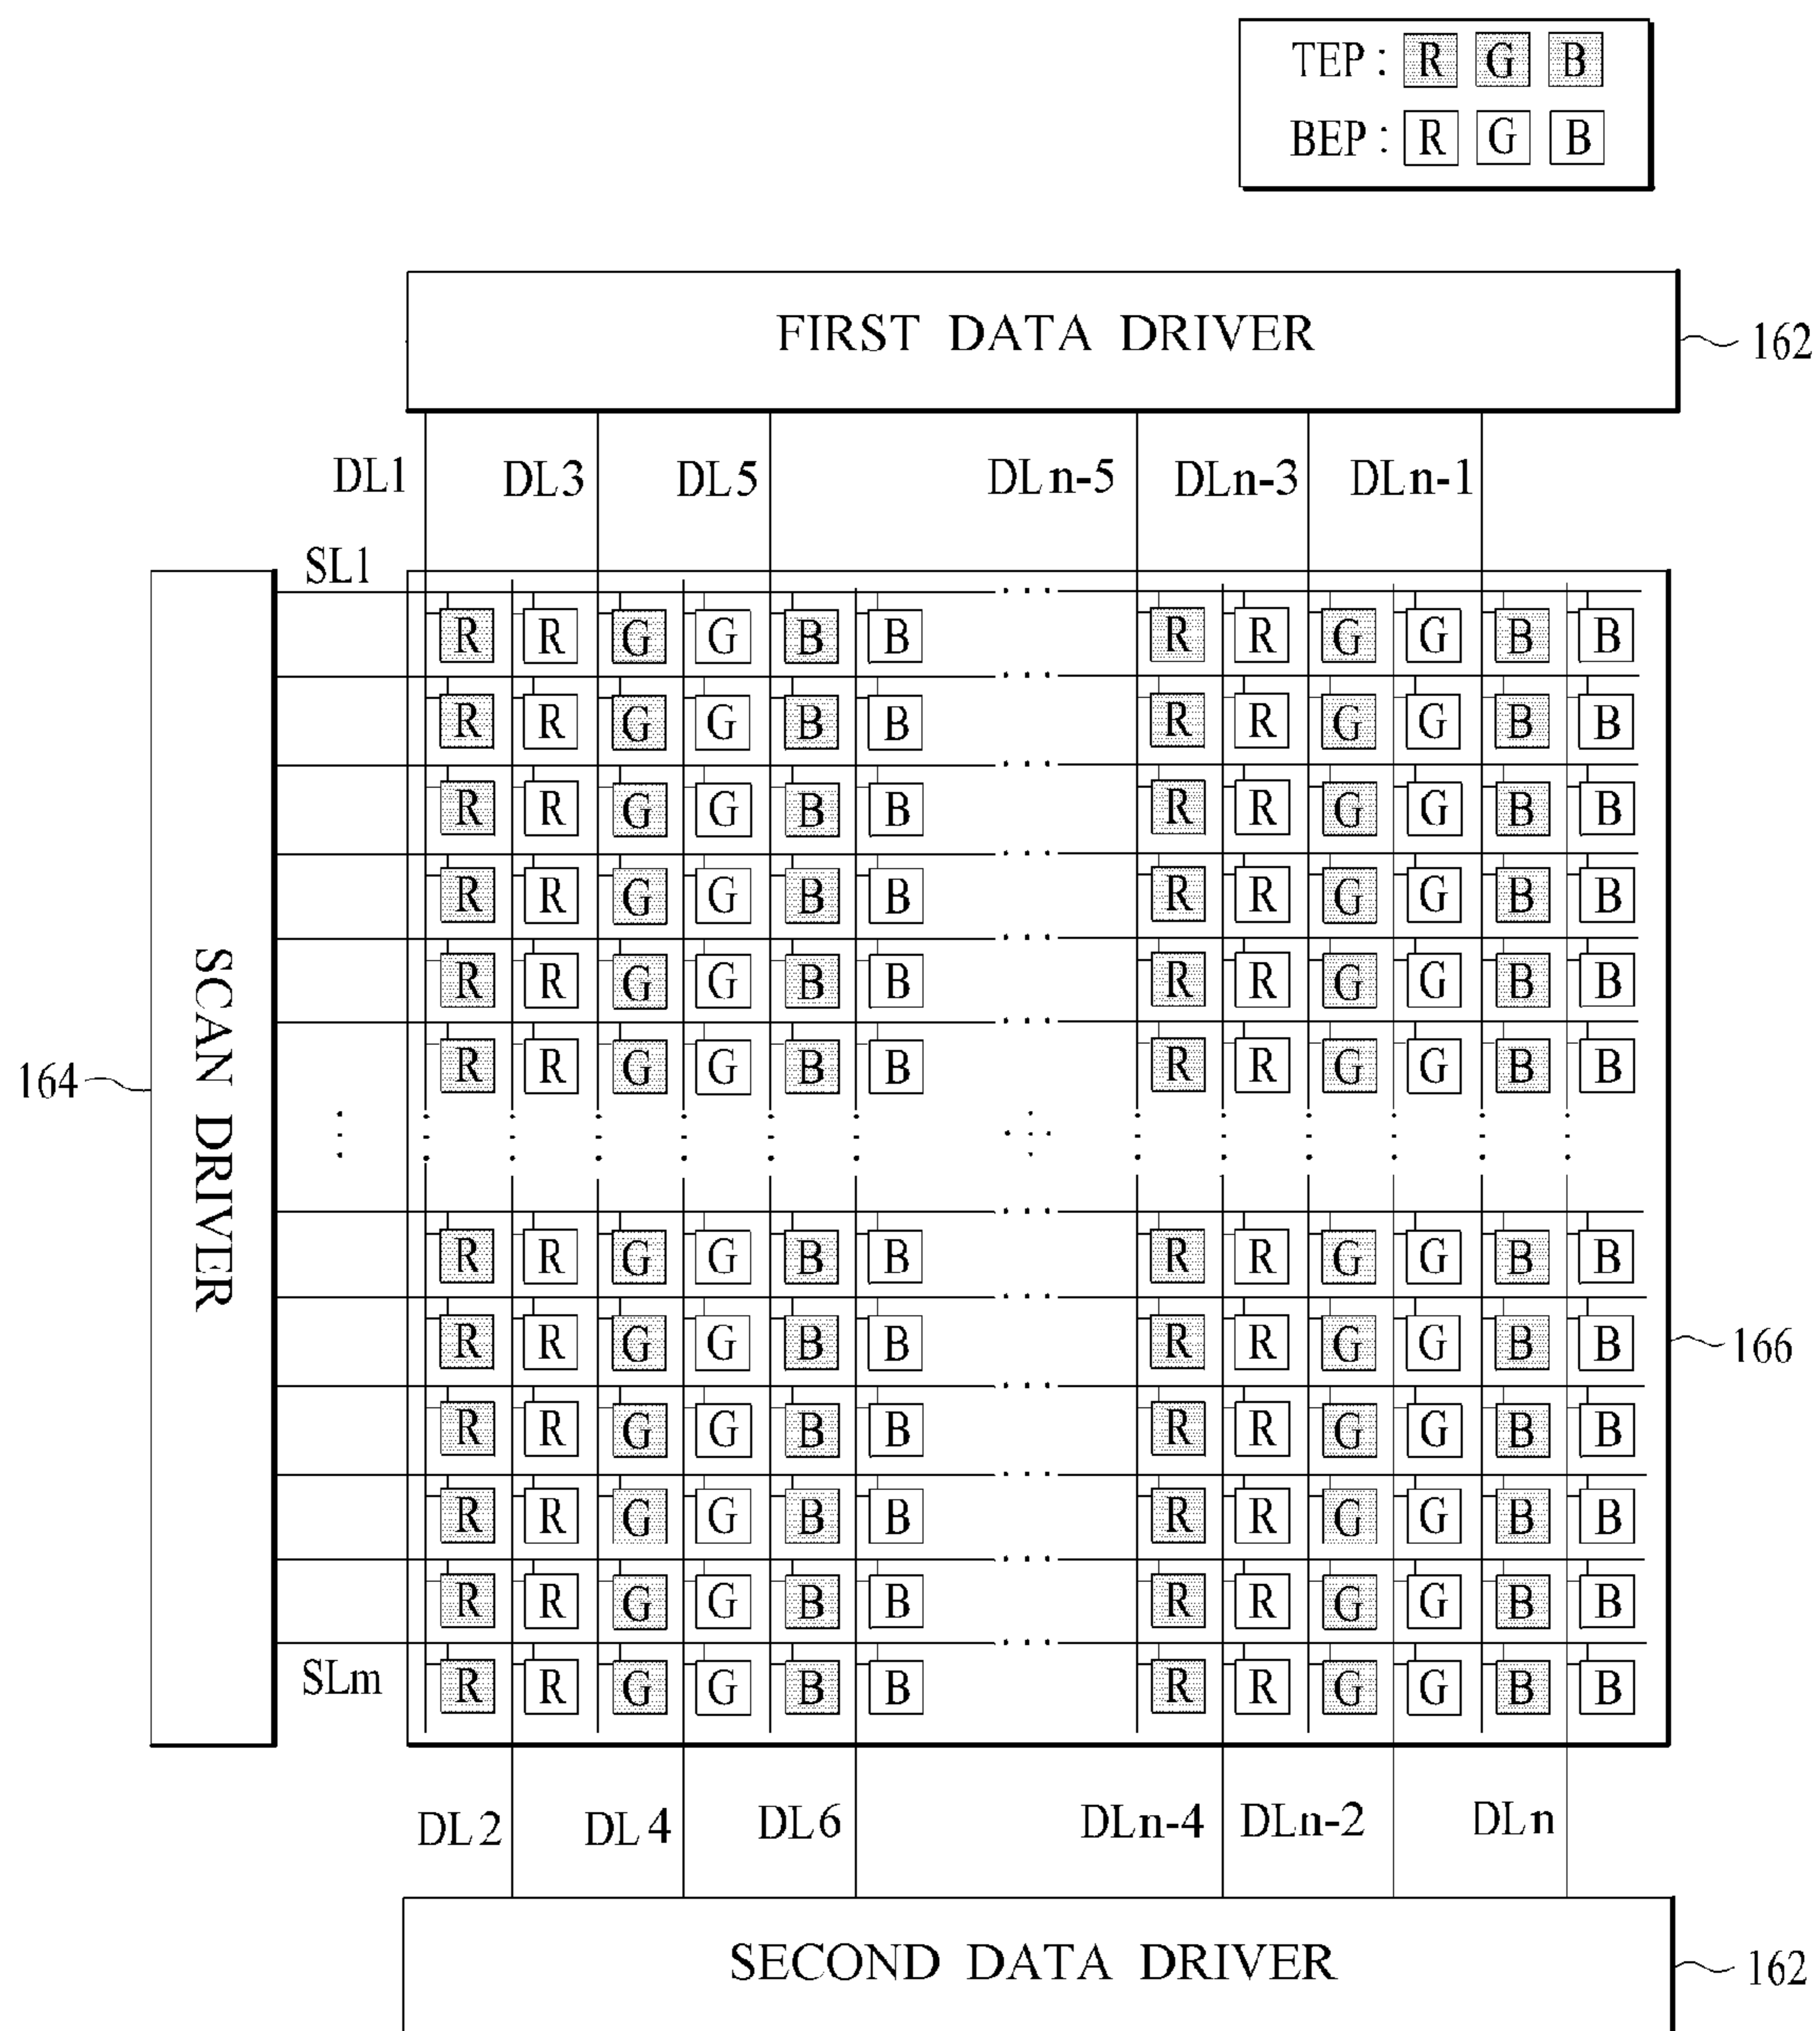 TEP : R G B
BEP : R G B
FIRST DATA DRIVER
162
DL1 DL3 DL5 DLn-5 DLn-3 DLn-1
SL1
R R G G B B ... R R G G B B
R R G G B B ... R R G G B B
R R G G B B ... R R G G B B
R R G G B B ... R R G G B B
R R G G B B ... R R G G B B
R R G G B B R R G G B B
164
SCAN DRIVER
R R G G B B ... R R G G B B
R R G G B B ... R R G G B B
166
R R G G B B ... R R G G B B
R R G G B B ... R R G G B B
R R G G B B ... R R G G B B
SLm
R R G G B B ... R R G G B B
DL2 DL4 DL6 DLn-4 DLn-2 DLn
SECOND DATA DRIVER
162